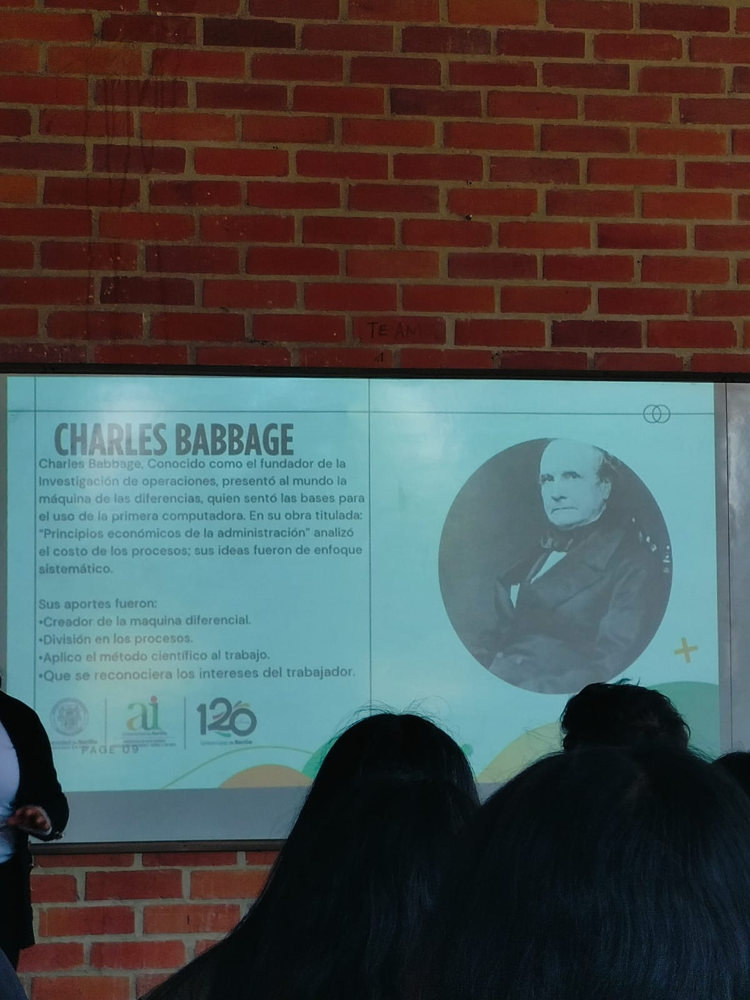 TE AM
CHARLES BABBAGE
Charles Babbage, Conocido como el fundador de la
Investigación de operaciones, presentó al mundo la
máquina de las diferencias, quien sentó las bases para
el uso de la primera computadora. En su obra titulada:
“Principios económicos de la administración” analizó
el costo de los procesos; sus ideas fueron de enfoque
sistemático.
Sus aportes fueron:
•Creador de la maquina diferencial.
•División en los procesos.
•Aplico el método científico al trabajo.
•Que se reconociera los intereses del trabajador.
ai
120
PAGE 09